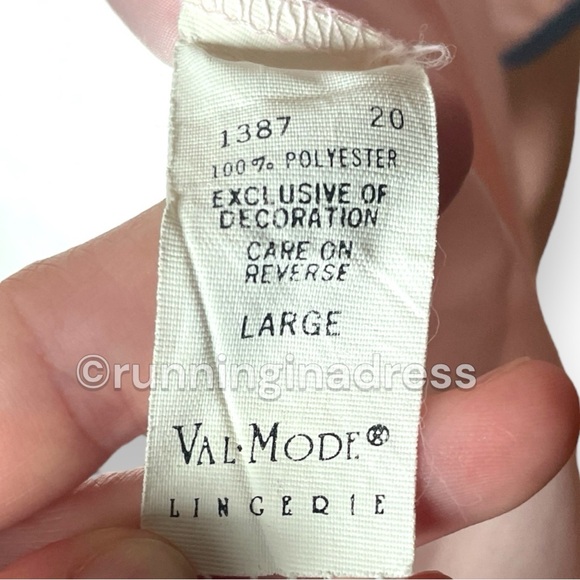 1387 20
100% POLYESTER
EXCLUSIVE OF
DECORATION
CARE ON
REVERSE
LARGE
©runninginadress
VAL·MODE®
LINGERIE